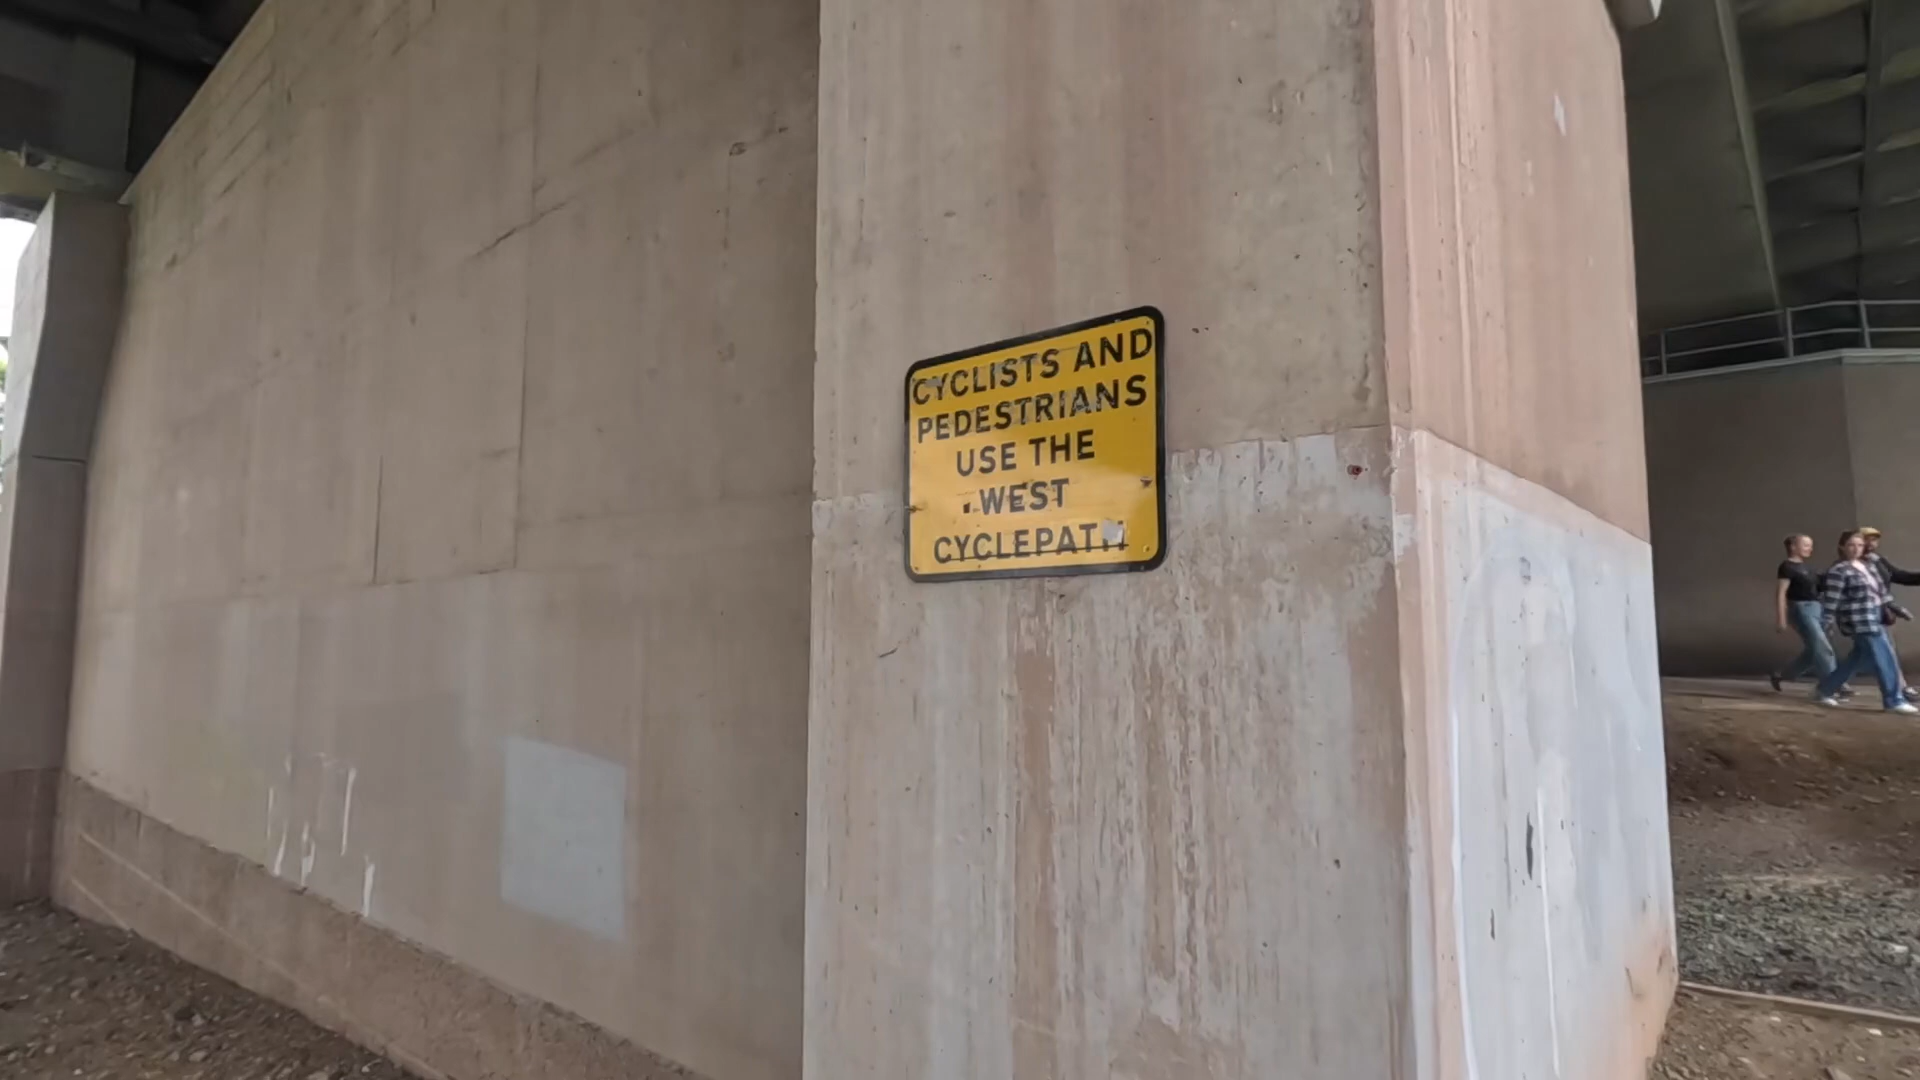 CYCLISTS AND
PEDESTRIANS
USE THE
WEST
CYCLEPATH